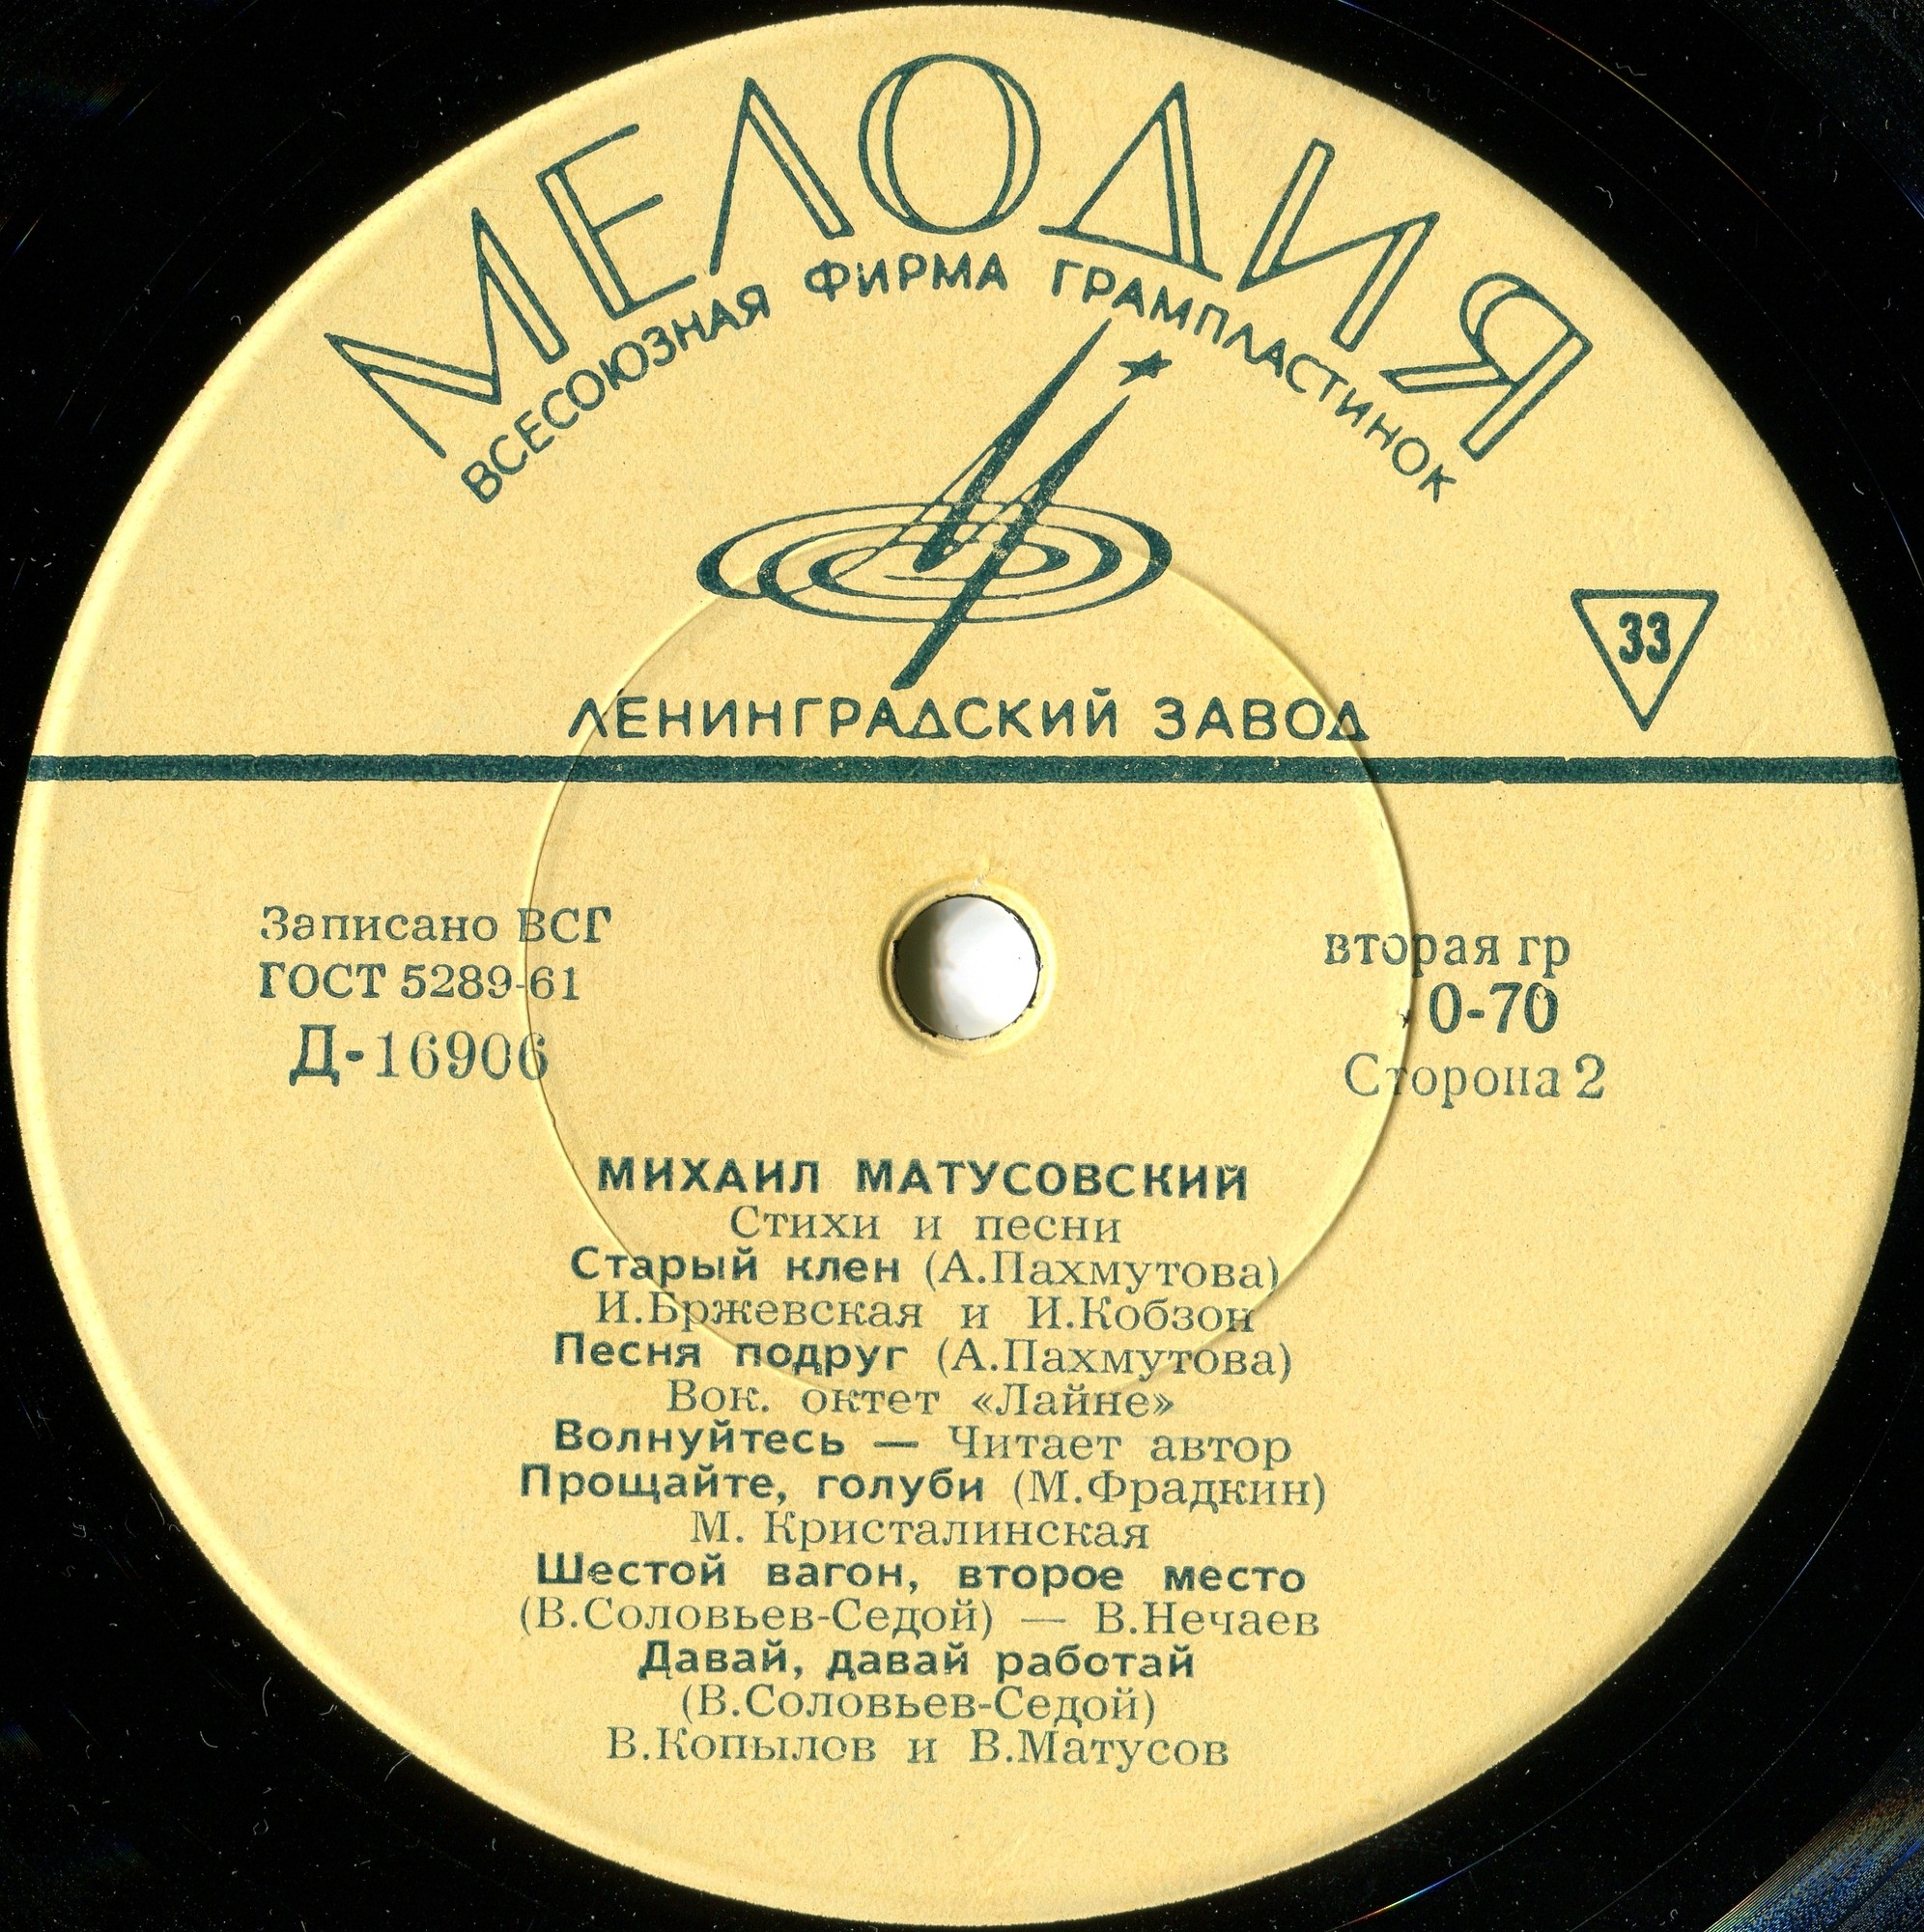 МЕЛОДИЯ
ВСЕСОЮЗНАЯ ФИРМА ГРАМПЛАСТИНОК
33
ЛЕНИНГРАДСКИЙ ЗАВОД
Записано ВСГ
ГОСТ 5289-61
Д-16906
вторая гр
0-70
Сторона 2
МИХАИЛ МАТУСОВСКИЙ
Стихи и песни
Старый клен (А.Пахмутова)
И.Бржевская и И.Кобзон
Песня подруг (А.Пахмутова)
Вок. октет «Лайне»
Волнуйтесь — Читает автор
Прощайте, голуби (М.Фрадкин)
М. Кристалинская
Шестой вагон, второе место
(В.Соловьев-Седой) — В.Нечаев
Давай, давай работай
(В.Соловьев-Седой)
В.Копылов и В.Матусов